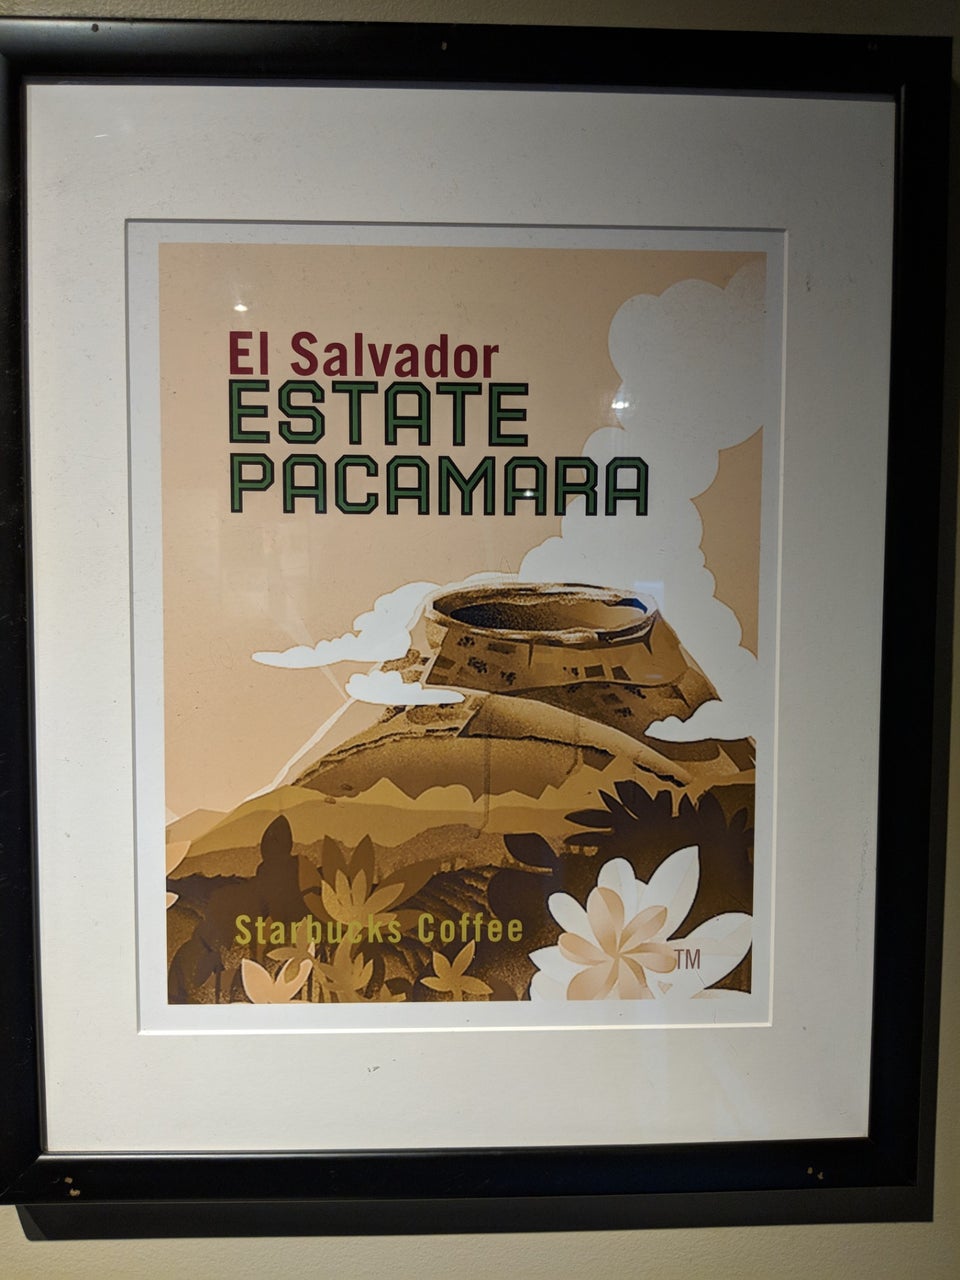 El Salvador
ESTATE
PACAMARA
Starbucks Coffee
TM